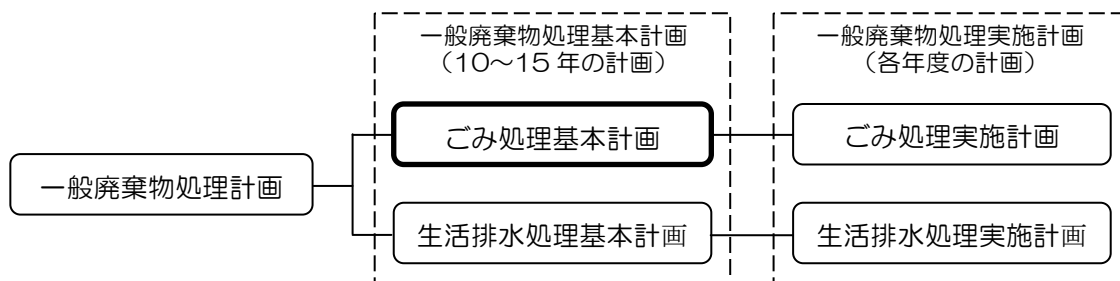 一般廃棄物処理基本計画
（10～15年の計画）
一般廃棄物処理実施計画
（各年度の計画）
ごみ処理基本計画
ごみ処理実施計画
一般廃棄物処理計画
生活排水処理基本計画
生活排水処理実施計画